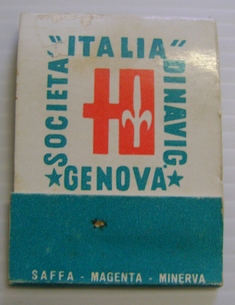 SOCIETA' "ITALIA" DI NAVIG.
★ GENOVA ★
SAFFA - MAGENTA - MINERVA